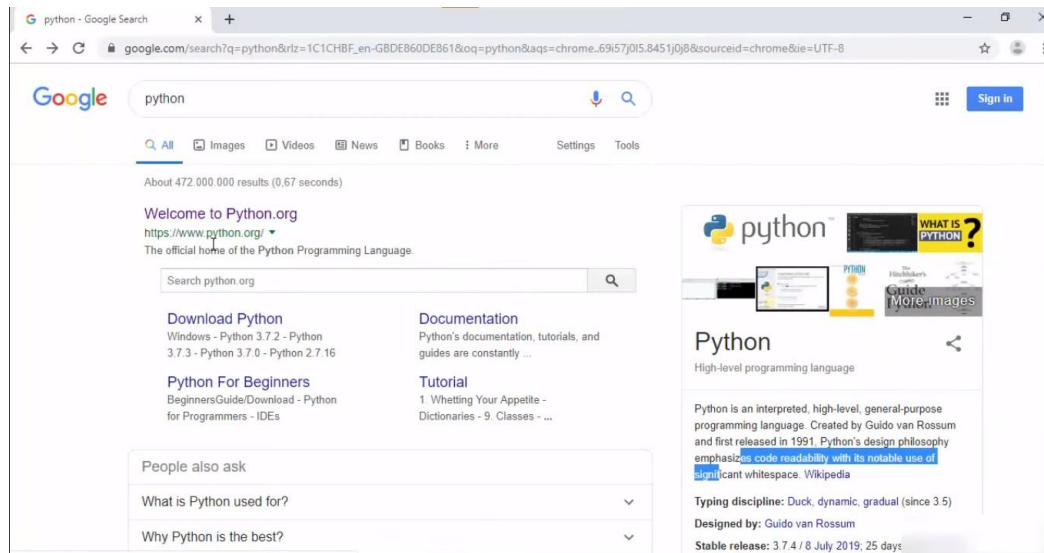 python - Google Search
google.com/search?q=python&rlz=1C1CHBF_en-GBDE860DE861&oq=python&aqs=chrome..69i57j0l5.8451j0j8&sourceid=chrome&ie=UTF-8
Google
python
Sign in
All Images Videos News Books More Settings Tools
About 472.000.000 results (0,67 seconds)
Welcome to Python.org
https://www.python.org/
The official home of the Python Programming Language.
Search python.org
Download Python
Windows - Python 3.7.2 - Python
3.7.3 - Python 3.7.0 - Python 2.7.16
Documentation
Python's documentation, tutorials, and
guides are constantly ...
Python For Beginners
BeginnersGuide/Download - Python
for Programmers - IDEs
Tutorial
1. Whetting Your Appetite -
Dictionaries - 9. Classes - ...
People also ask
What is Python used for?
Why Python is the best?
python
WHAT IS
PYTHON ?
PYTHON
The
Hitchhiker's
Guide
Python
More images
Python
High-level programming language
Python is an interpreted, high-level, general-purpose
programming language. Created by Guido van Rossum
and first released in 1991, Python's design philosophy
emphasizas code readability with its notable use of
significant whitespace. Wikipedia
Typing discipline: Duck, dynamic, gradual (since 3.5)
Designed by: Guido van Rossum
Stable release: 3.7.4 / 8 July 2019; 25 days